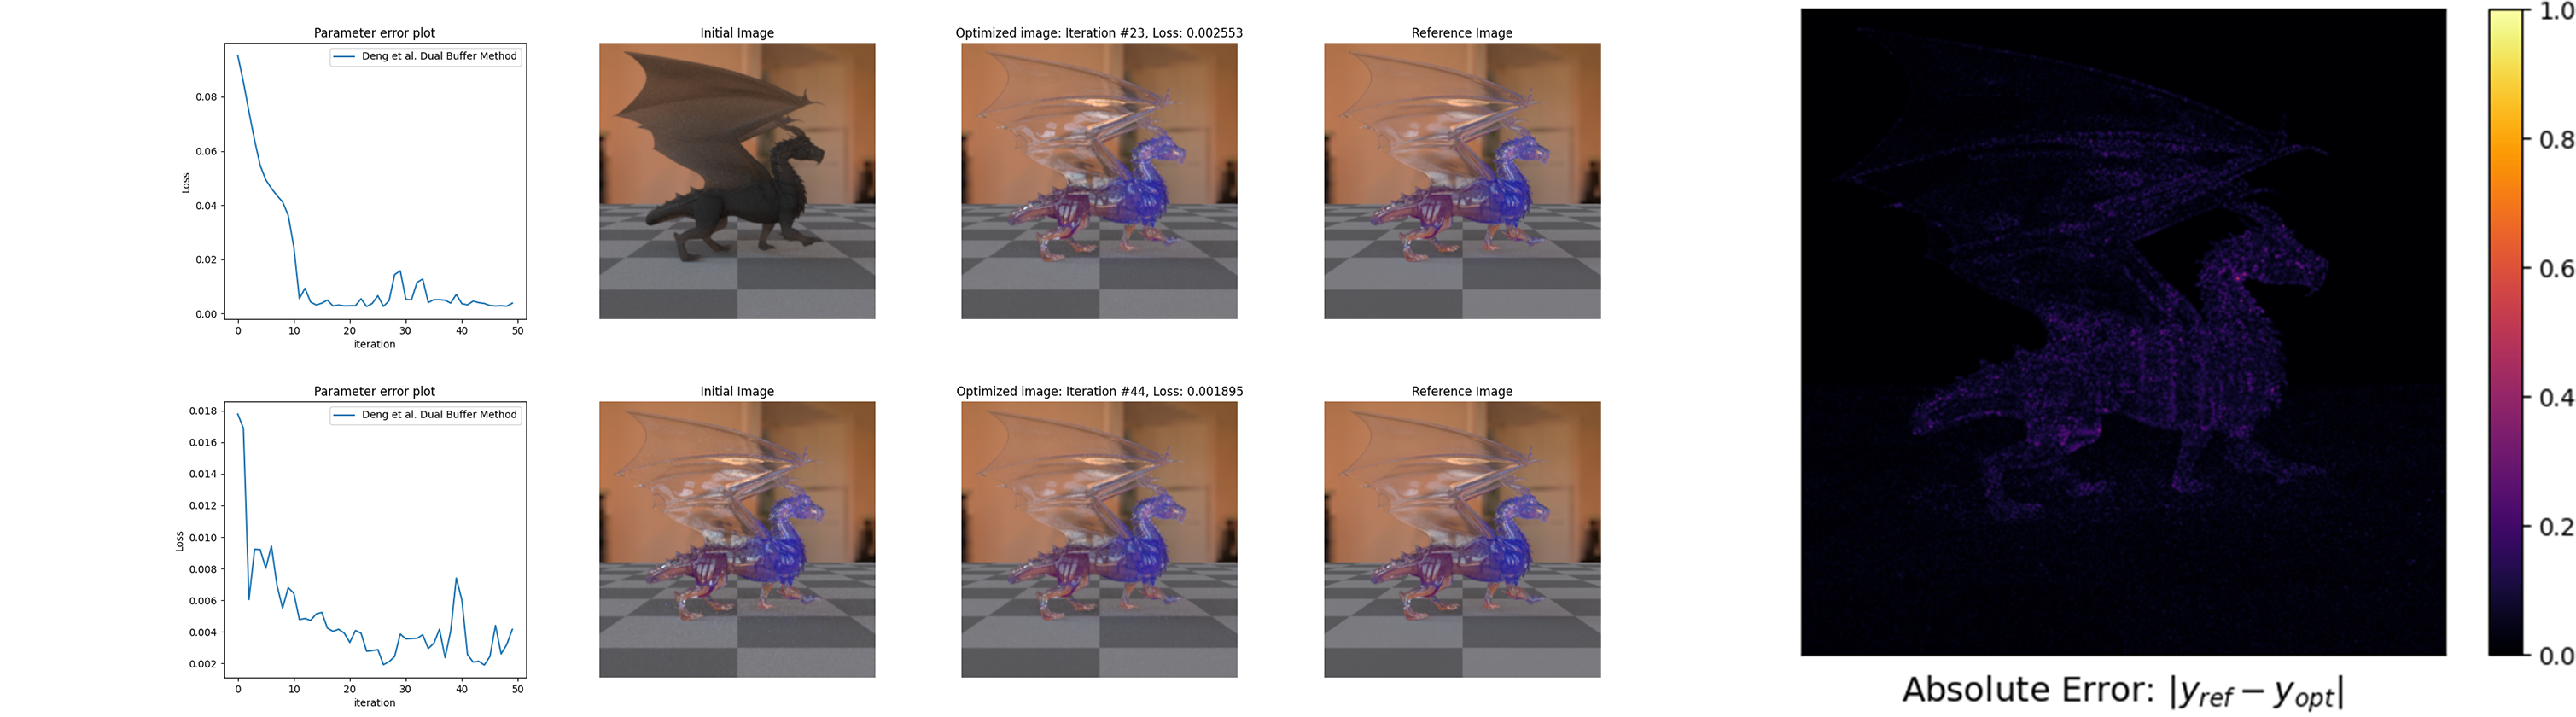 Parameter error plot
Deng et al. Dual Buffer Method
0.08
0.06
0.04
0.02
0.00
Loss
0 10 20 30 40 50
iteration
Initial Image
Optimized image: Iteration #23, Loss: 0.002553
Reference Image
Parameter error plot
Deng et al. Dual Buffer Method
0.018
0.016
0.014
0.012
0.010
0.008
0.006
0.004
0.002
Loss
0 10 20 30 40 50
iteration
Initial Image
Optimized image: Iteration #44, Loss: 0.001895
Reference Image
1.0
0.8
0.6
0.4
0.2
0.0
Absolute Error: |y_ref − y_opt|